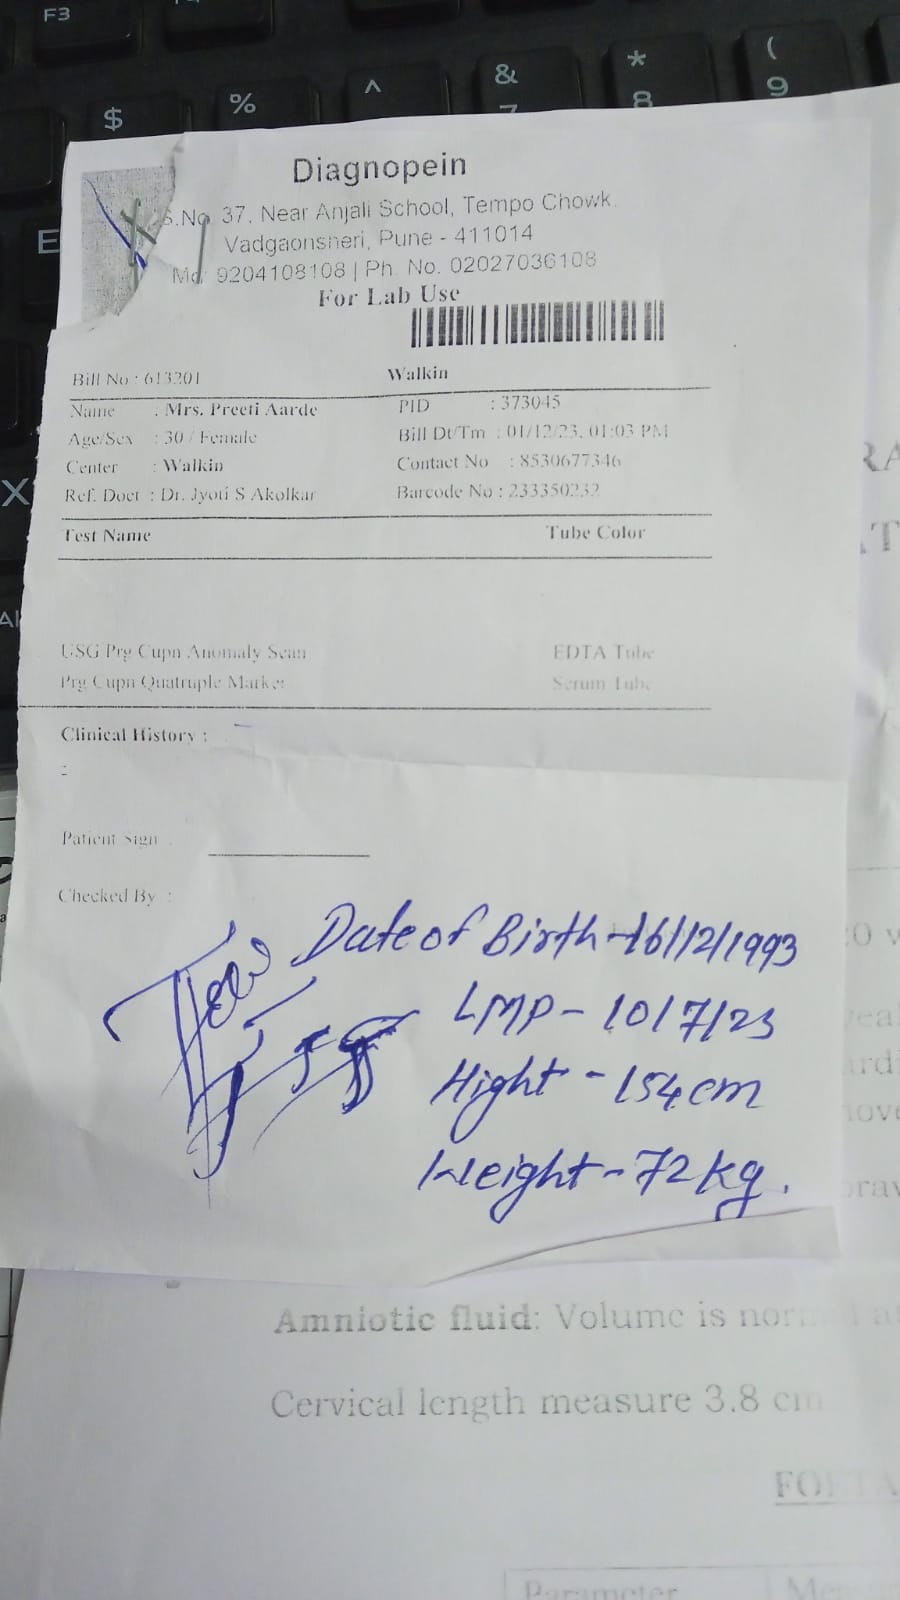 F3
$
%
^
&
7
*
8
(
9
E
X
Diagnopein
S.No. 37, Near Anjali School, Tempo Chowk,
Vadgaonsheri, Pune - 411014
Mo. 9204108108 | Ph. No. 02027036108
For Lab Use
Bill No : 613201 Walkin
Name : Mrs. Preeti Aarde PID : 373045
Age/Sex : 30 / Female Bill Dt/Tm : 01/12/23, 01:03 PM
Center : Walkin Contact No : 8530677346
Ref. Doct : Dr. Jyoti S Akolkar Barcode No : 233350232
Test Name Tube Color
USG Prg Cupn Anomaly Scan EDTA Tube
Prg Cupn Quatruple Marker Serum Tube
Clinical History :
:
Patient Sign :
Checked By :
Date of Birth - 16/12/1993
LMP - 10/7/23
Hight - 154 cm
Weight - 72 kg.
Amniotic fluid: Volume is
Cervical length measure 3.8 cm
Parameter